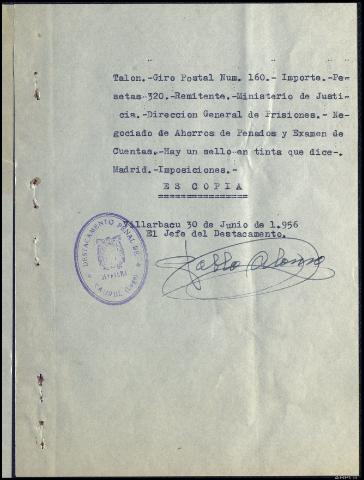 Talon.-Giro Postal Num. 160.- Importe.-Pe-
setas 320.-Remitente.-Ministerio de Justi-
cia.-Direccion General de Prisiones.- Ne-
gociado de Ahorros de Penados y Examen de
Cuentas.-Hay un sello en tinta que dice-.
Madrid.-Imposiciones.-
ES COPIA
==============
Villarbacu 30 de Junio de 1.956
El Jefe del Destacamento.
Pablo Alonso
DESTACAMENTO PENAL DE